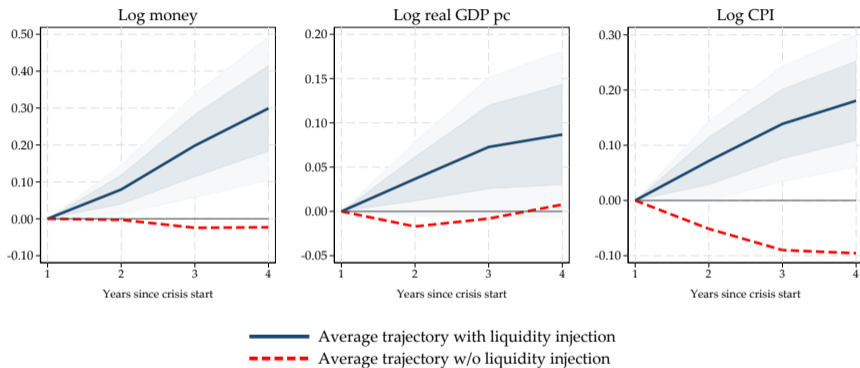 Log money
0.50
0.40
0.30
0.20
0.10
0.00
-0.10
1 2 3 4
Years since crisis start
Log real GDP pc
0.20
0.15
0.10
0.05
0.00
-0.05
1 2 3 4
Years since crisis start
Log CPI
0.30
0.20
0.10
0.00
-0.10
1 2 3 4
Years since crisis start
Average trajectory with liquidity injection
Average trajectory w/o liquidity injection